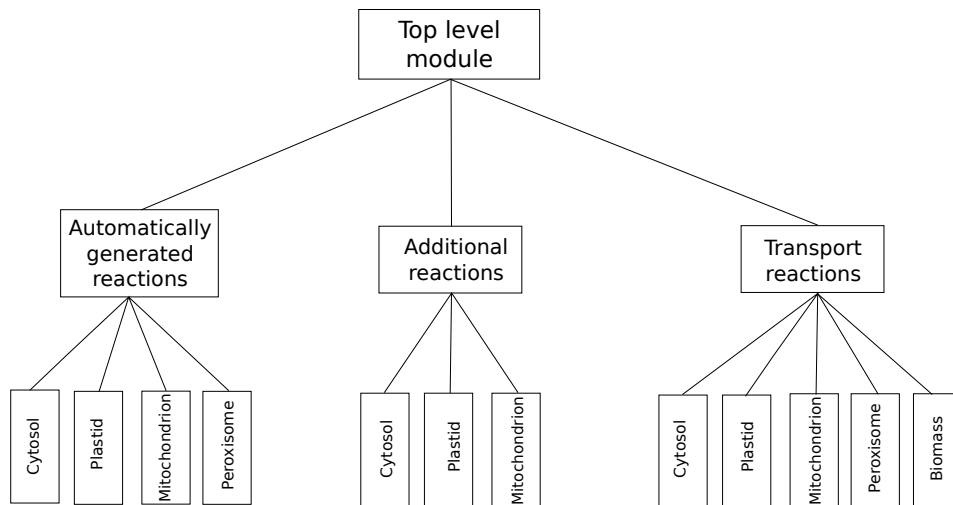 Top level
module
Automatically
generated
reactions
Additional
reactions
Transport
reactions
Cytosol
Plastid
Mitochondrion
Peroxisome
Cytosol
Plastid
Mitochondrion
Cytosol
Plastid
Mitochondrion
Peroxisome
Biomass